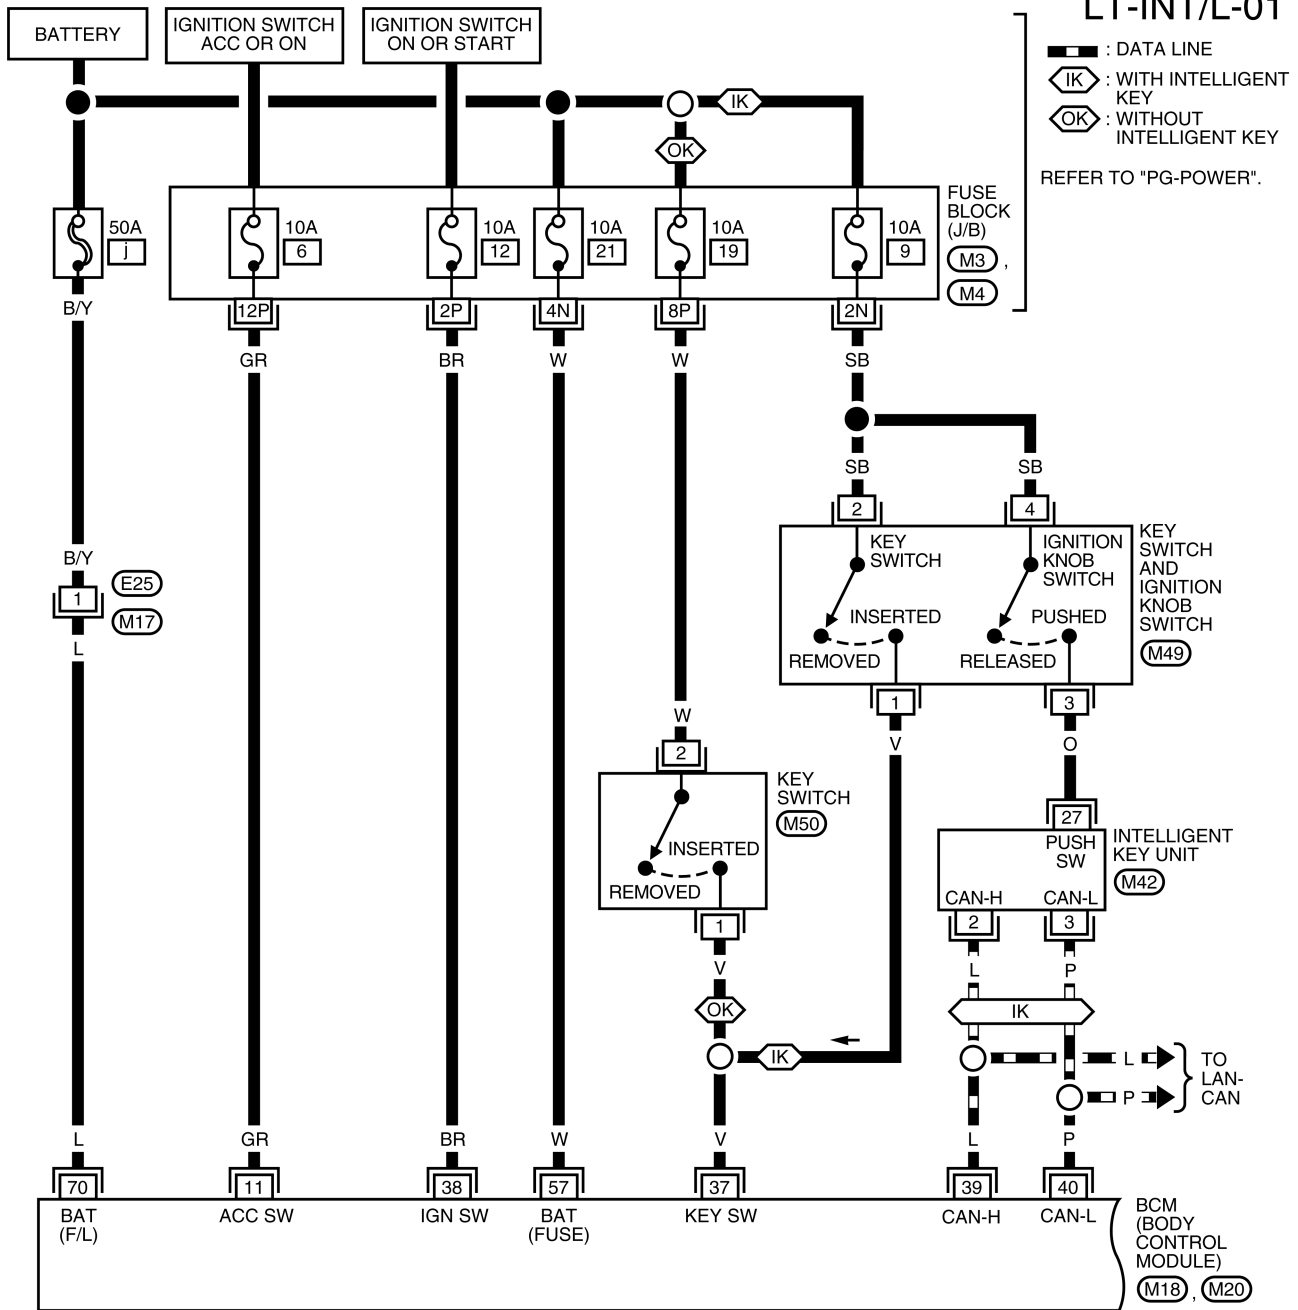 LT-INT/L-01
BATTERY
IGNITION SWITCH
ACC OR ON
IGNITION SWITCH
ON OR START
: DATA LINE
IK : WITH INTELLIGENT
KEY
OK : WITHOUT
INTELLIGENT KEY
REFER TO "PG-POWER".
IK
OK
50A
j
10A
6
10A
12
10A
21
10A
19
10A
9
FUSE
BLOCK
(J/B)
M3 ,
M4
B/Y
12P
2P
4N
8P
2N
GR
BR
W
W
SB
SB
SB
2
4
KEY
SWITCH
IGNITION
KNOB
SWITCH
INSERTED
PUSHED
REMOVED
RELEASED
KEY
SWITCH
AND
IGNITION
KNOB
SWITCH
M49
B/Y
1
E25
M17
L
1
3
V
O
W
2
KEY
SWITCH
M50
INSERTED
REMOVED
1
V
OK
IK
27
PUSH
SW
INTELLIGENT
KEY UNIT
M42
CAN-H
CAN-L
2
3
L
P
IK
L
P
TO
LAN-
CAN
L
GR
BR
W
V
L
P
70
11
38
57
37
39
40
BAT
(F/L)
ACC SW
IGN SW
BAT
(FUSE)
KEY SW
CAN-H
CAN-L
BCM
(BODY
CONTROL
MODULE)
M18 , M20